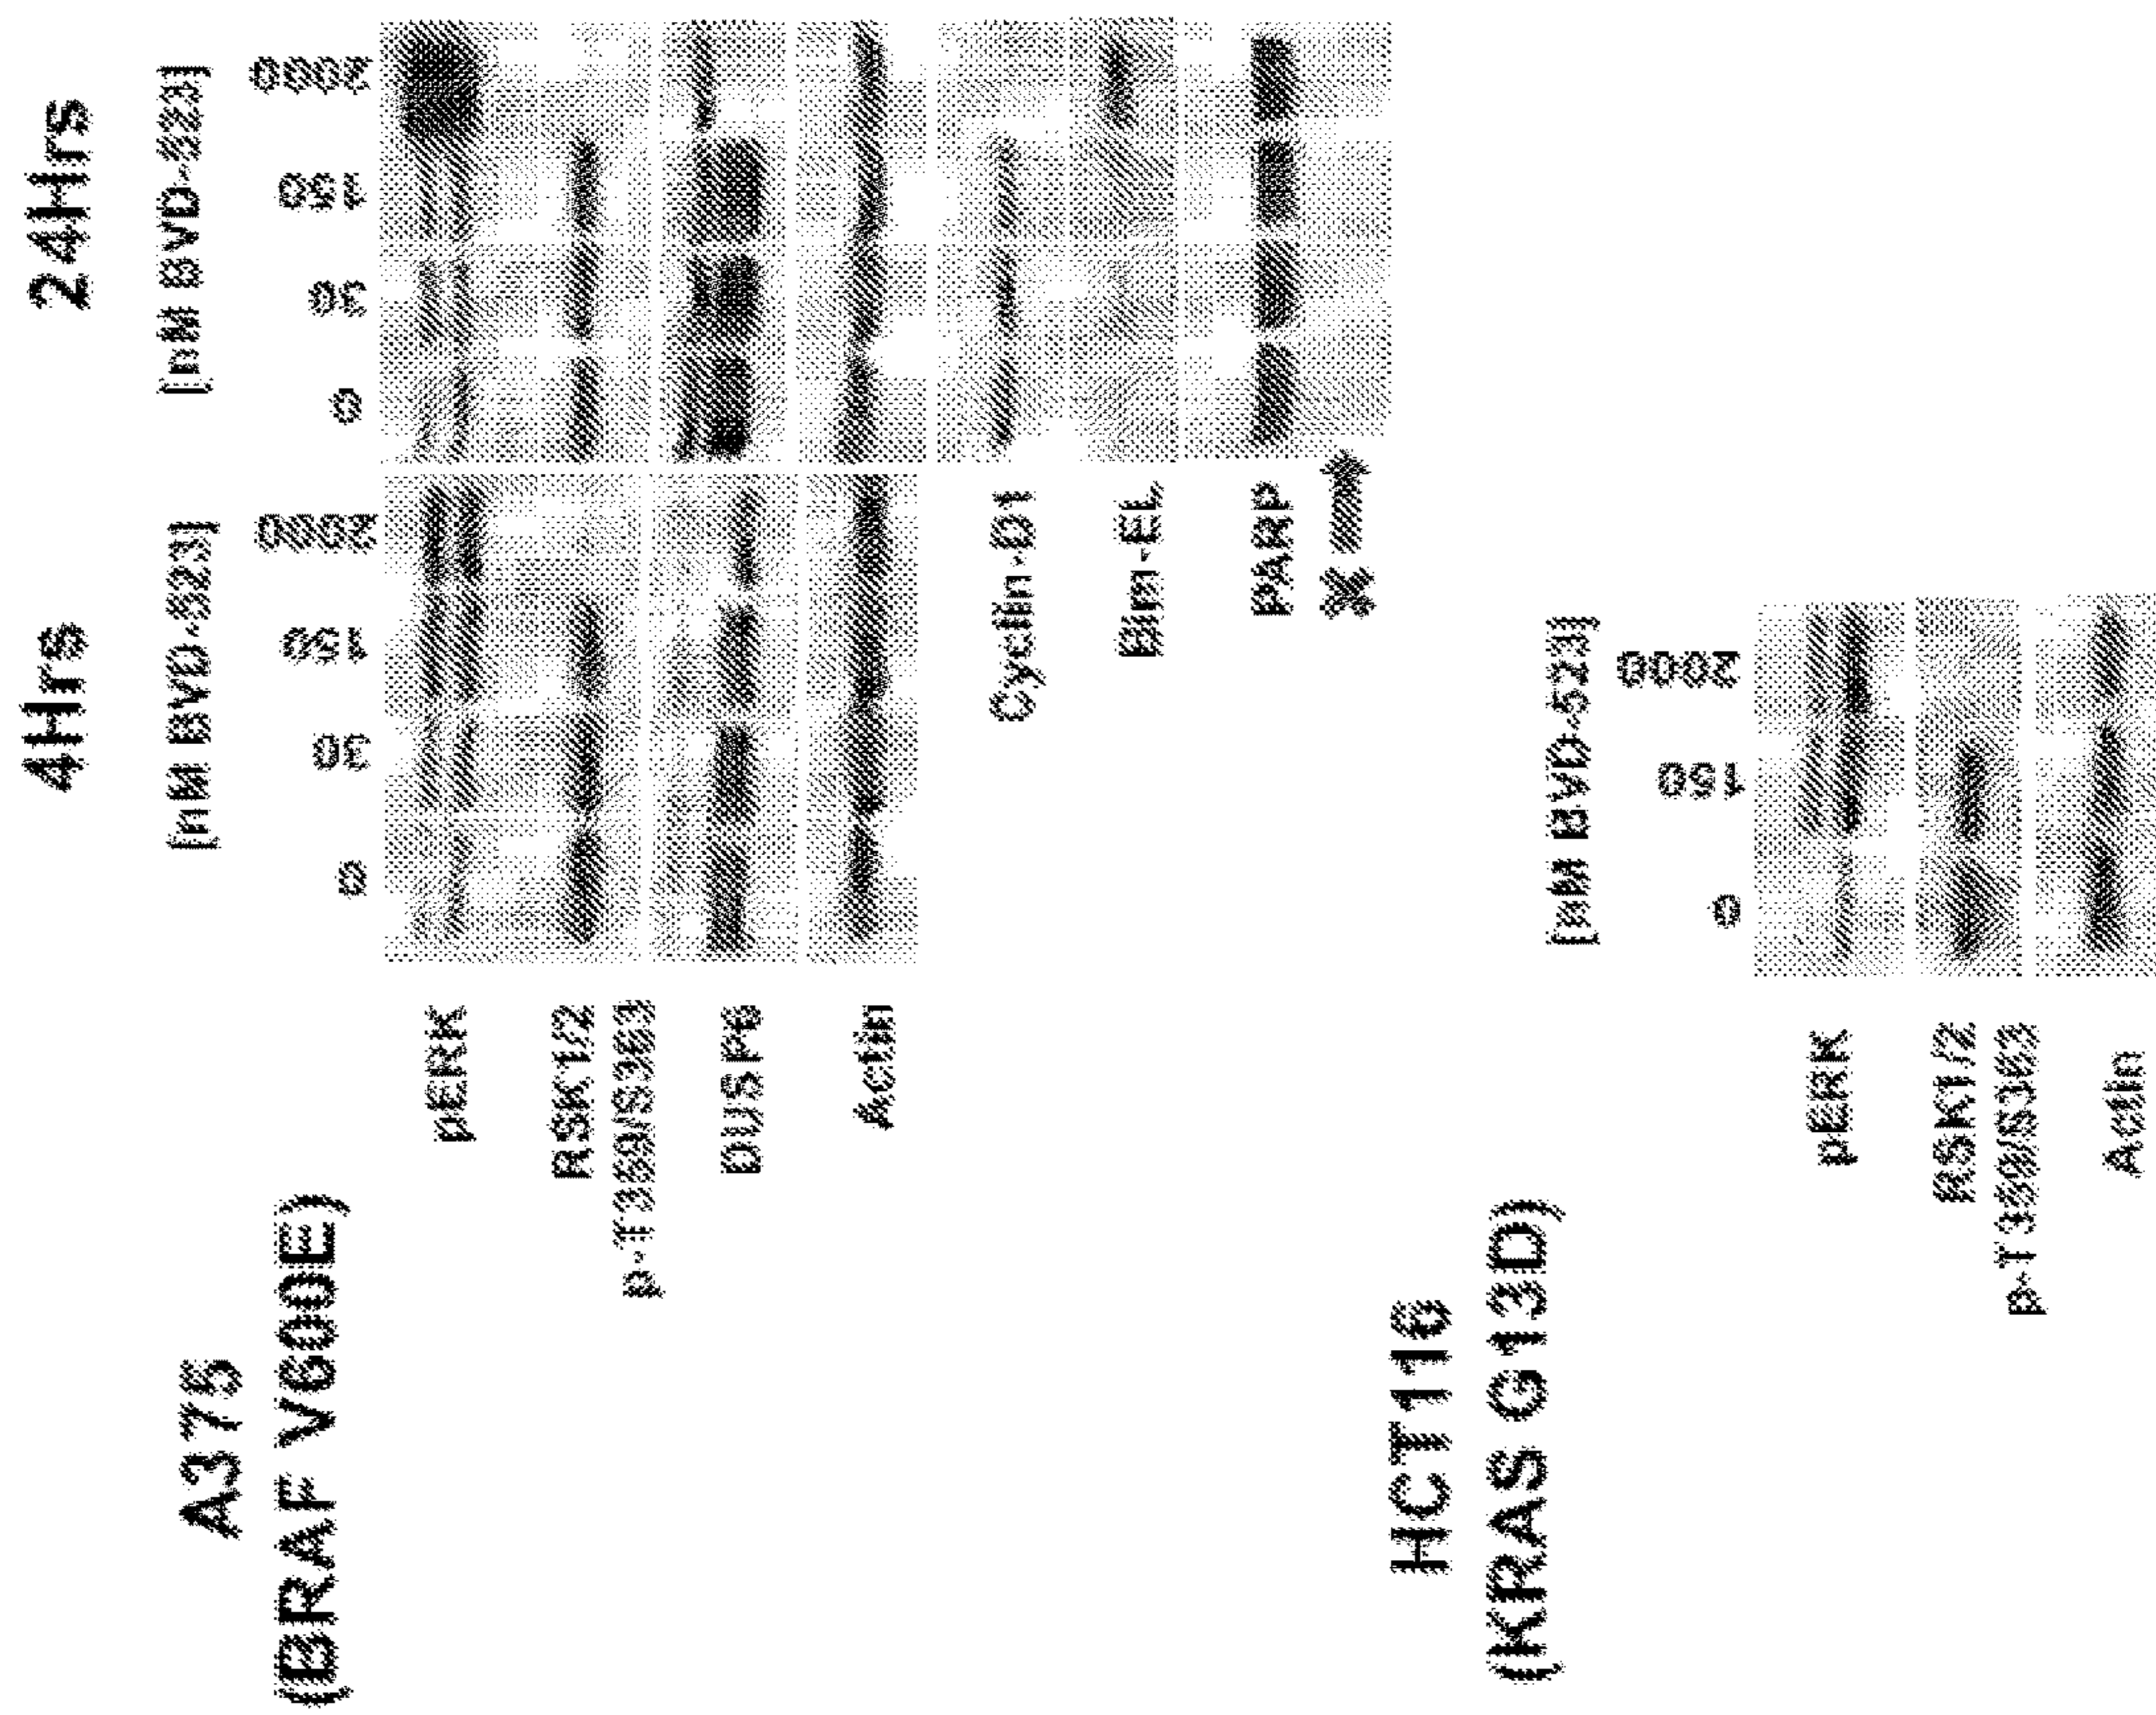 4Hrs 24Hrs
A375
[nM BVD-523] [nM BVD-523]
(BRAF V600E)
0 30 150 2000 0 30 150 2000
pERK
RSK1/2
p-T359/S363
DUSP6
Actin
Cyclin-D1
Bim-EL
PARP
X
HCT116
(KRAS G13D)
[nM BVD-523]
0 150 2000
pERK
RSK1/2
p-T359/S363
Actin